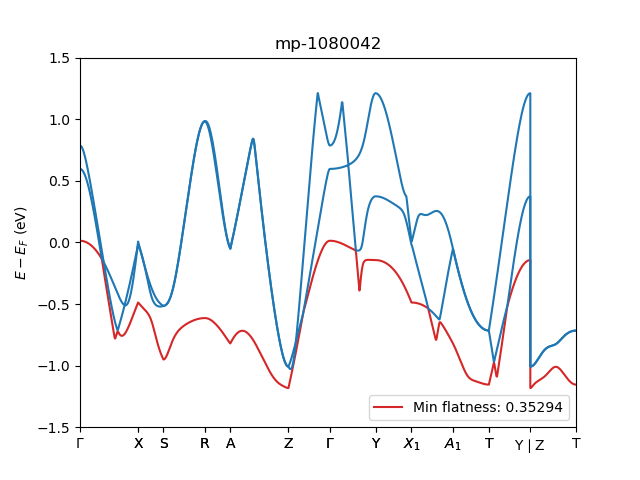 mp-1080042
E − E_F (eV)
1.5
1.0
0.5
0.0
−0.5
−1.0
−1.5
Min flatness: 0.35294
Γ X S R A Z Γ Y X₁ A₁ T Y | Z T